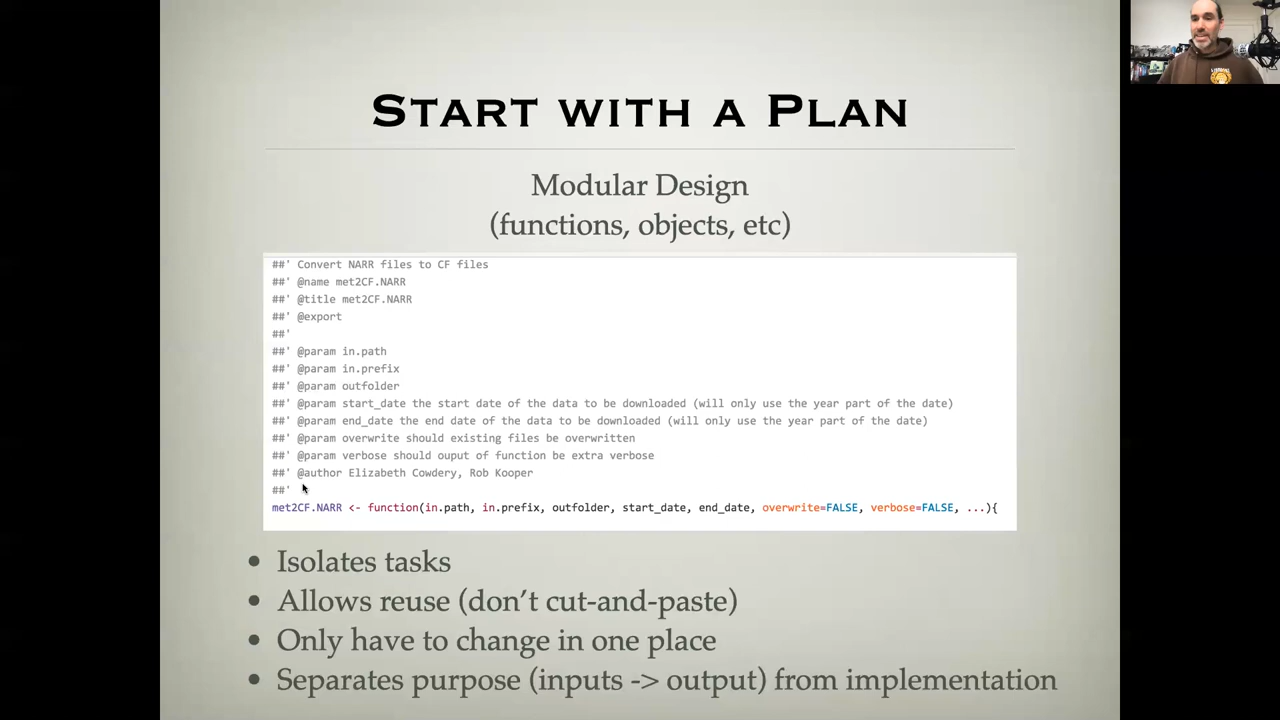 Start with a Plan
Modular Design
(functions, objects, etc)
##' Convert NARR files to CF files
##' @name met2CF.NARR
##' @title met2CF.NARR
##' @export
##'
##' @param in.path
##' @param in.prefix
##' @param outfolder
##' @param start_date the start date of the data to be downloaded (will only use the year part of the date)
##' @param end_date the end date of the data to be downloaded (will only use the year part of the date)
##' @param overwrite should existing files be overwritten
##' @param verbose should ouput of function be extra verbose
##' @author Elizabeth Cowdery, Rob Kooper
##'
met2CF.NARR <- function(in.path, in.prefix, outfolder, start_date, end_date, overwrite=FALSE, verbose=FALSE, ...){
• Isolates tasks
• Allows reuse (don't cut-and-paste)
• Only have to change in one place
• Separates purpose (inputs -> output) from implementation